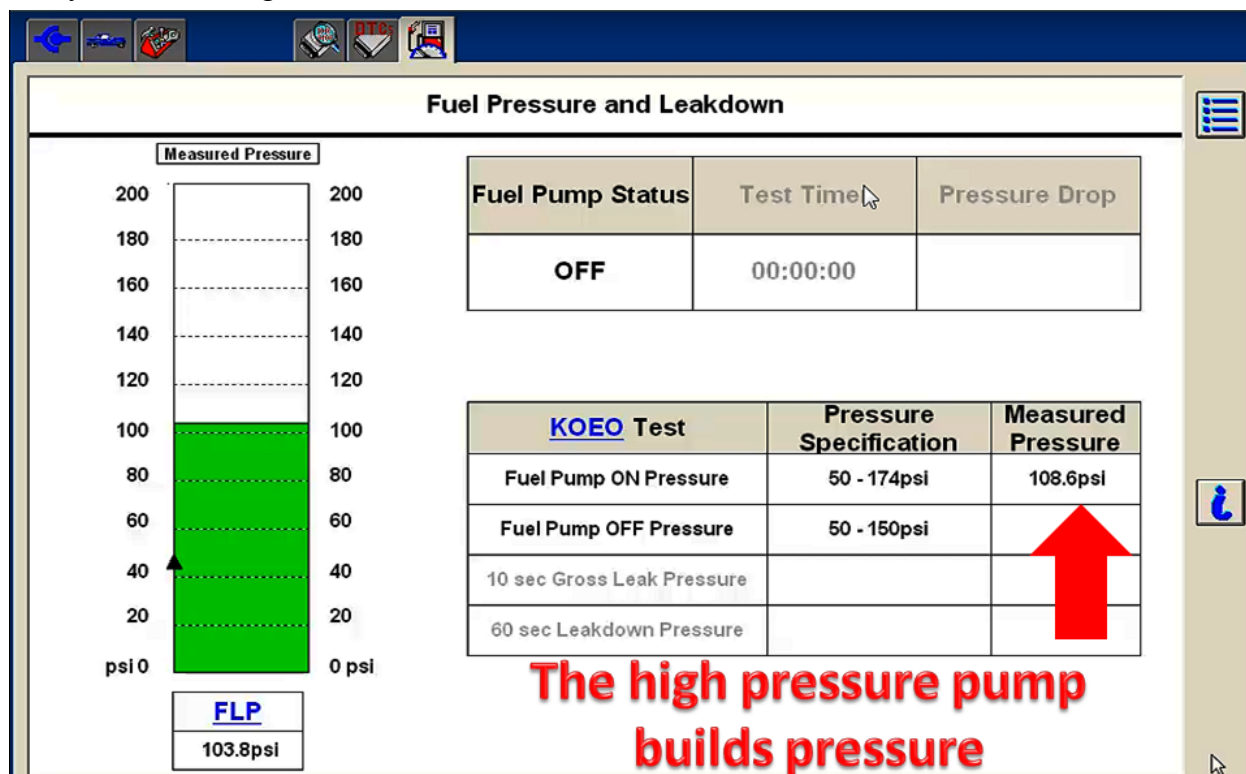 DTCs
Fuel Pressure and Leakdown
Measured Pressure
200 200
180 180
160 160
140 140
120 120
100 100
80 80
60 60
40 40
20 20
psi 0 0 psi
FLP
103.8psi
Fuel Pump Status Test Time Pressure Drop
OFF 00:00:00
KOEO Test Pressure Specification Measured Pressure
Fuel Pump ON Pressure 50 - 174psi 108.6psi
Fuel Pump OFF Pressure 50 - 150psi
10 sec Gross Leak Pressure
60 sec Leakdown Pressure
The high pressure pump
builds pressure